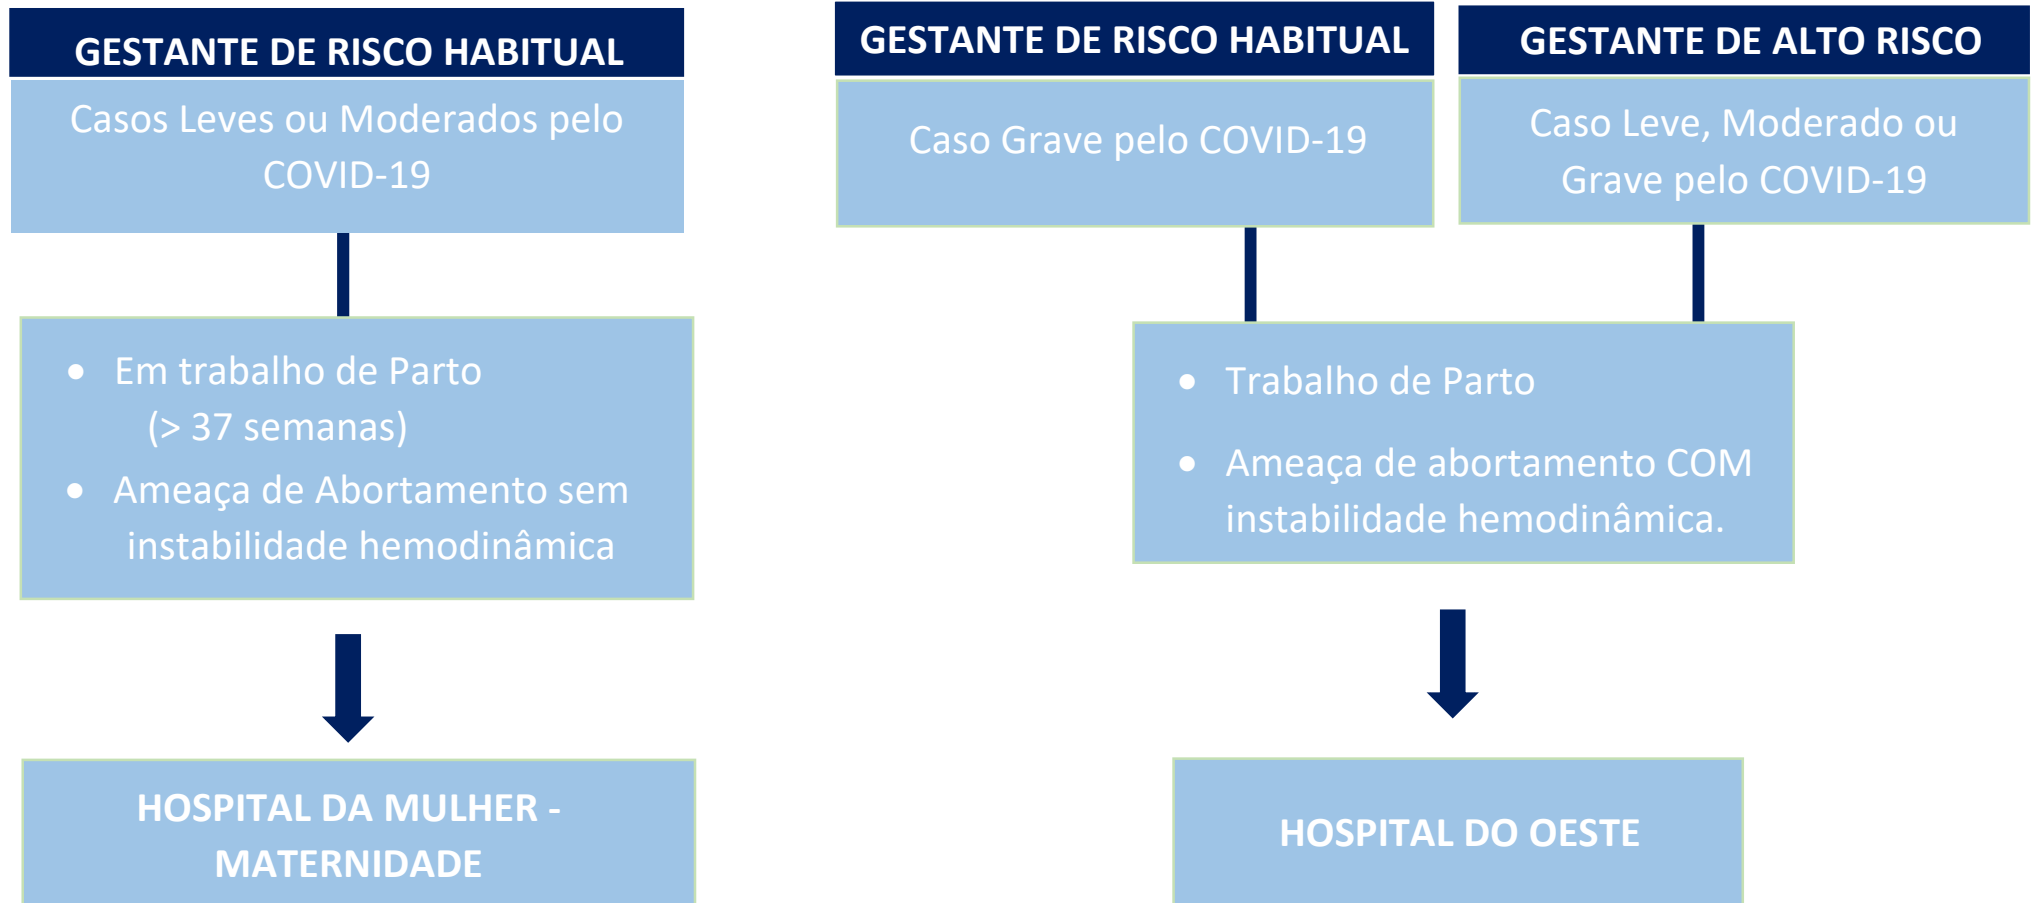 GESTANTE DE RISCO HABITUAL
Casos Leves ou Moderados pelo
COVID-19
• Em trabalho de Parto
(> 37 semanas)
• Ameaça de Abortamento sem
instabilidade hemodinâmica
HOSPITAL DA MULHER -
MATERNIDADE
GESTANTE DE RISCO HABITUAL
Caso Grave pelo COVID-19
GESTANTE DE ALTO RISCO
Caso Leve, Moderado ou
Grave pelo COVID-19
• Trabalho de Parto
• Ameaça de abortamento COM
instabilidade hemodinâmica.
HOSPITAL DO OESTE